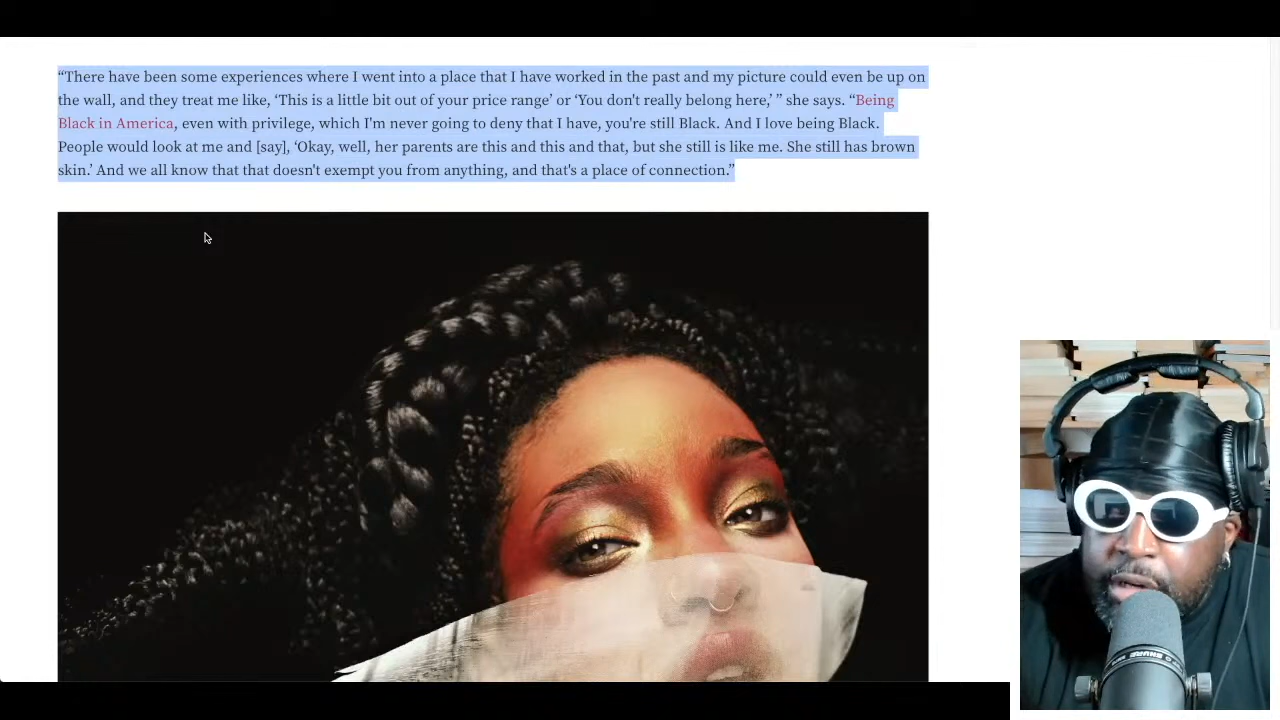 “There have been some experiences where I went into a place that I have worked in the past and my picture could even be up on
the wall, and they treat me like, ‘This is a little bit out of your price range’ or ‘You don't really belong here,’ ” she says. “Being
Black in America, even with privilege, which I'm never going to deny that I have, you're still Black. And I love being Black.
People would look at me and [say], ‘Okay, well, her parents are this and this and that, but she still is like me. She still has brown
skin.’ And we all know that that doesn't exempt you from anything, and that's a place of connection.”
SHURE